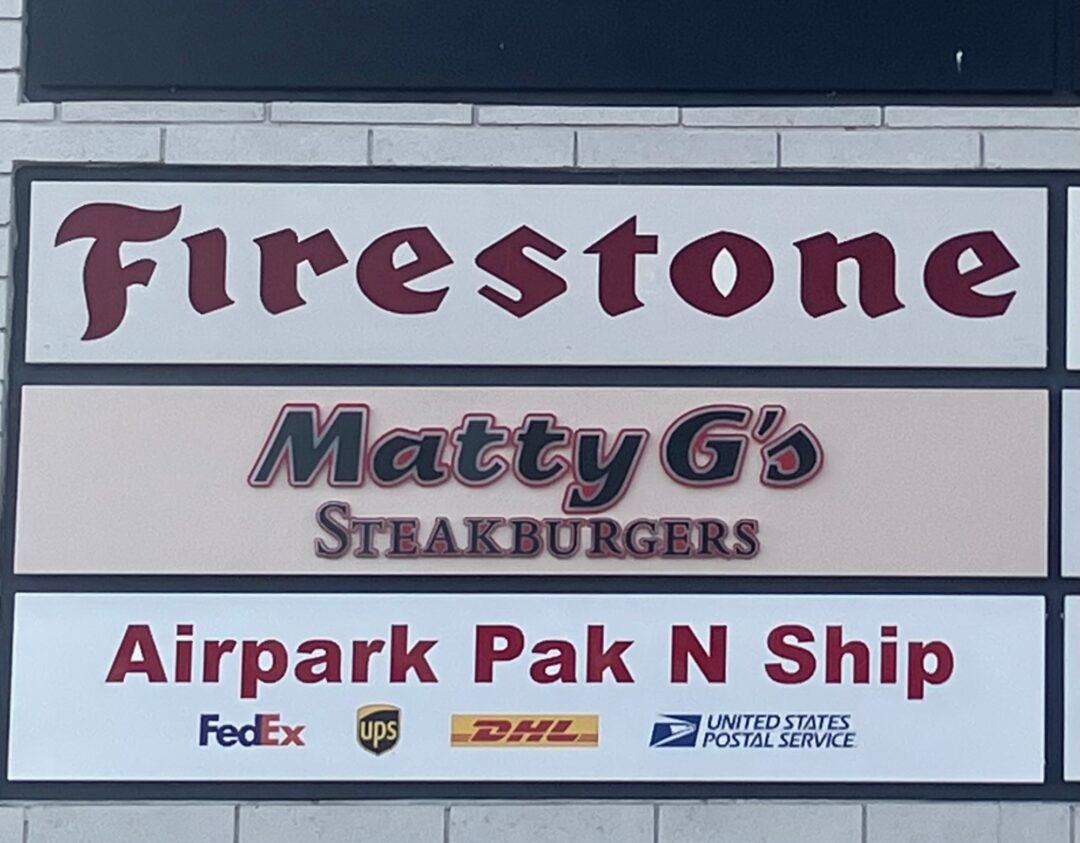 Firestone
Matty G's
STEAKBURGERS
Airpark Pak N Ship
FedEx ups DHL UNITED STATES
POSTAL SERVICE